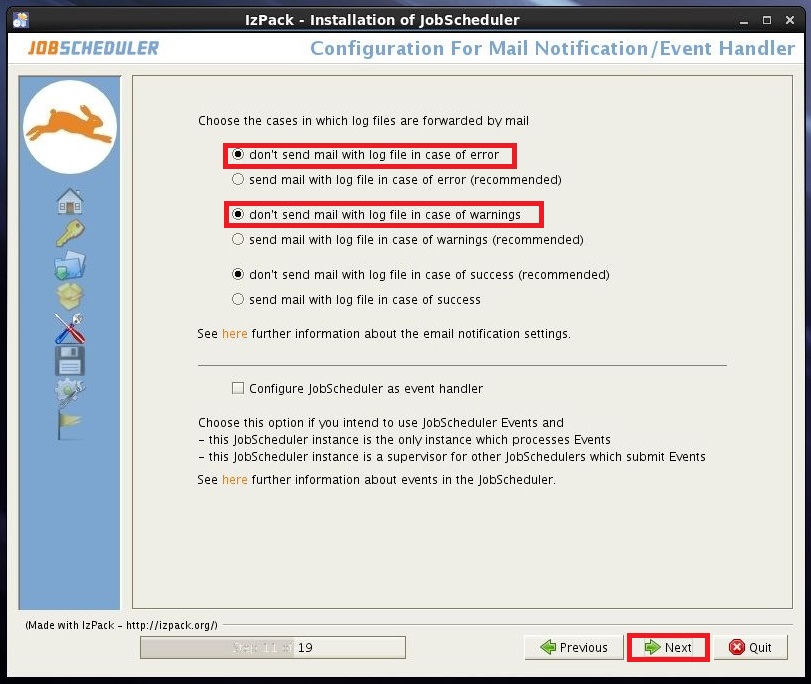 IzPack - Installation of JobScheduler
JOBSCHEDULER
Configuration For Mail Notification/Event Handler
Choose the cases in which log files are forwarded by mail
don't send mail with log file in case of error
send mail with log file in case of error (recommended)
don't send mail with log file in case of warnings
send mail with log file in case of warnings (recommended)
don't send mail with log file in case of success (recommended)
send mail with log file in case of success
See here further information about the email notification settings.
Configure JobScheduler as event handler
Choose this option if you intend to use JobScheduler Events and
- this JobScheduler instance is the only instance which processes Events
- this JobScheduler instance is a supervisor for other JobSchedulers which submit Events
See here further information about events in the JobScheduler.
(Made with IzPack - http://izpack.org/)
19
Previous
Next
Quit